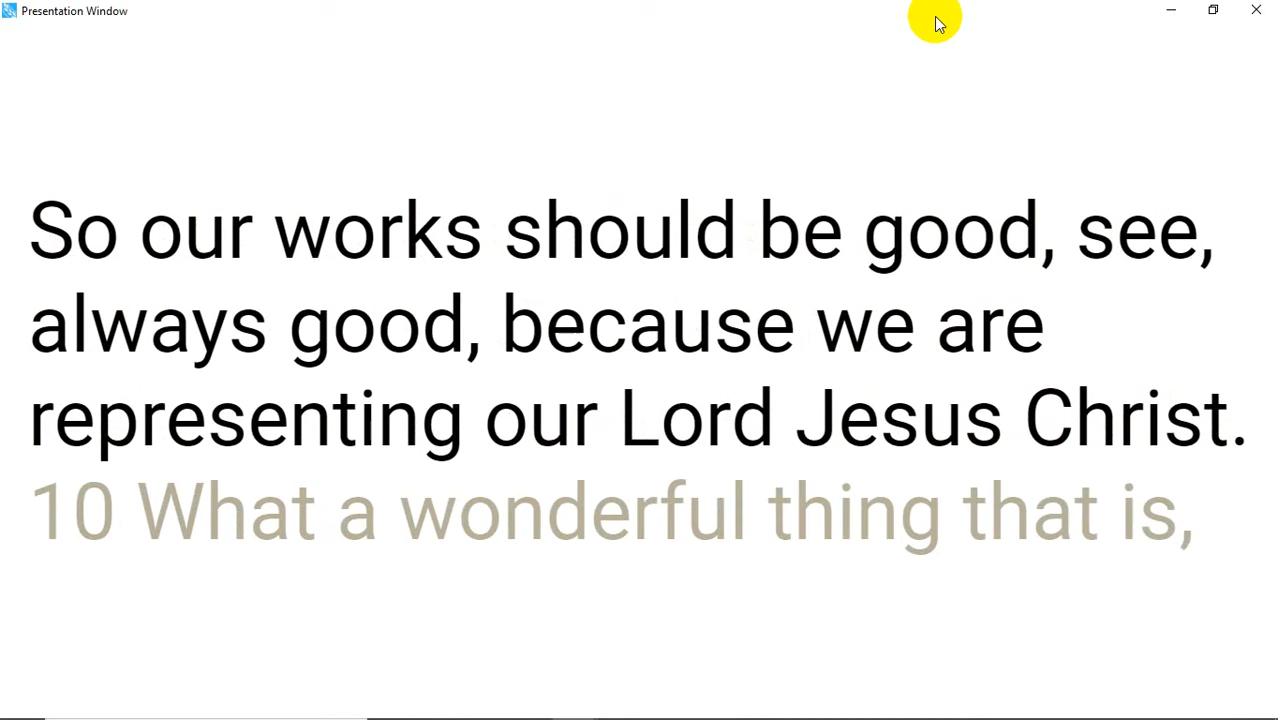 Presentation Window
So our works should be good, see,
always good, because we are
representing our Lord Jesus Christ.
10 What a wonderful thing that is,